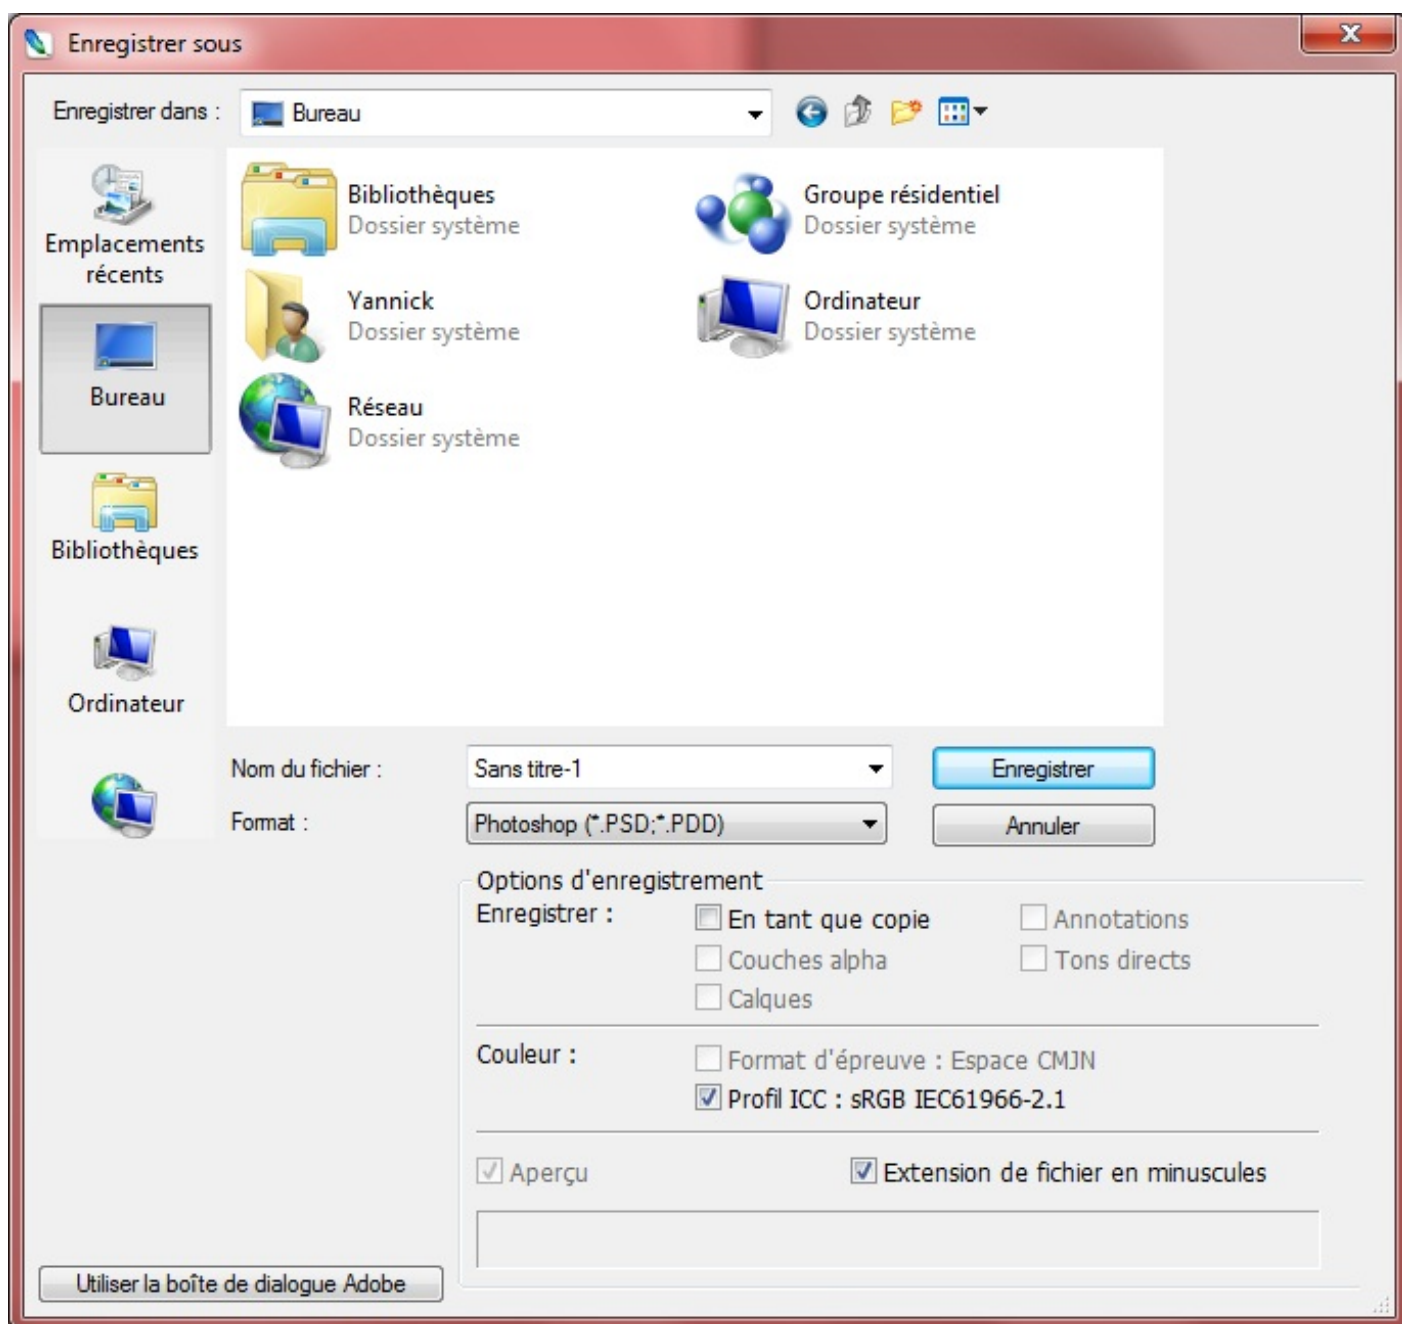 Enregistrer sous
Enregistrer dans :
Bureau
Emplacements
récents
Bureau
Bibliothèques
Ordinateur
Bibliothèques
Dossier système
Groupe résidentiel
Dossier système
Yannick
Dossier système
Ordinateur
Dossier système
Réseau
Dossier système
Nom du fichier :
Sans titre-1
Enregistrer
Format :
Photoshop (*.PSD;*.PDD)
Annuler
Options d'enregistrement
Enregistrer :
En tant que copie
Annotations
Couches alpha
Tons directs
Calques
Couleur :
Format d'épreuve : Espace CMJN
Profil ICC : sRGB IEC61966-2.1
Aperçu
Extension de fichier en minuscules
Utiliser la boîte de dialogue Adobe